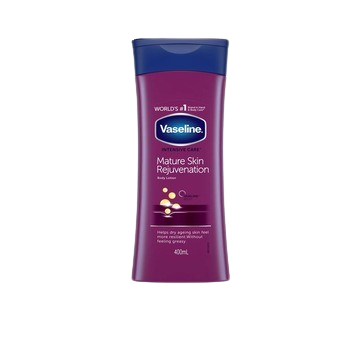 WORLD'S #1
Vaseline.
INTENSIVE CARE
Mature Skin
Rejuvenation
Body Lotion
Helps dry ageing skin feel
more resilient. Without
feeling greasy
400mL